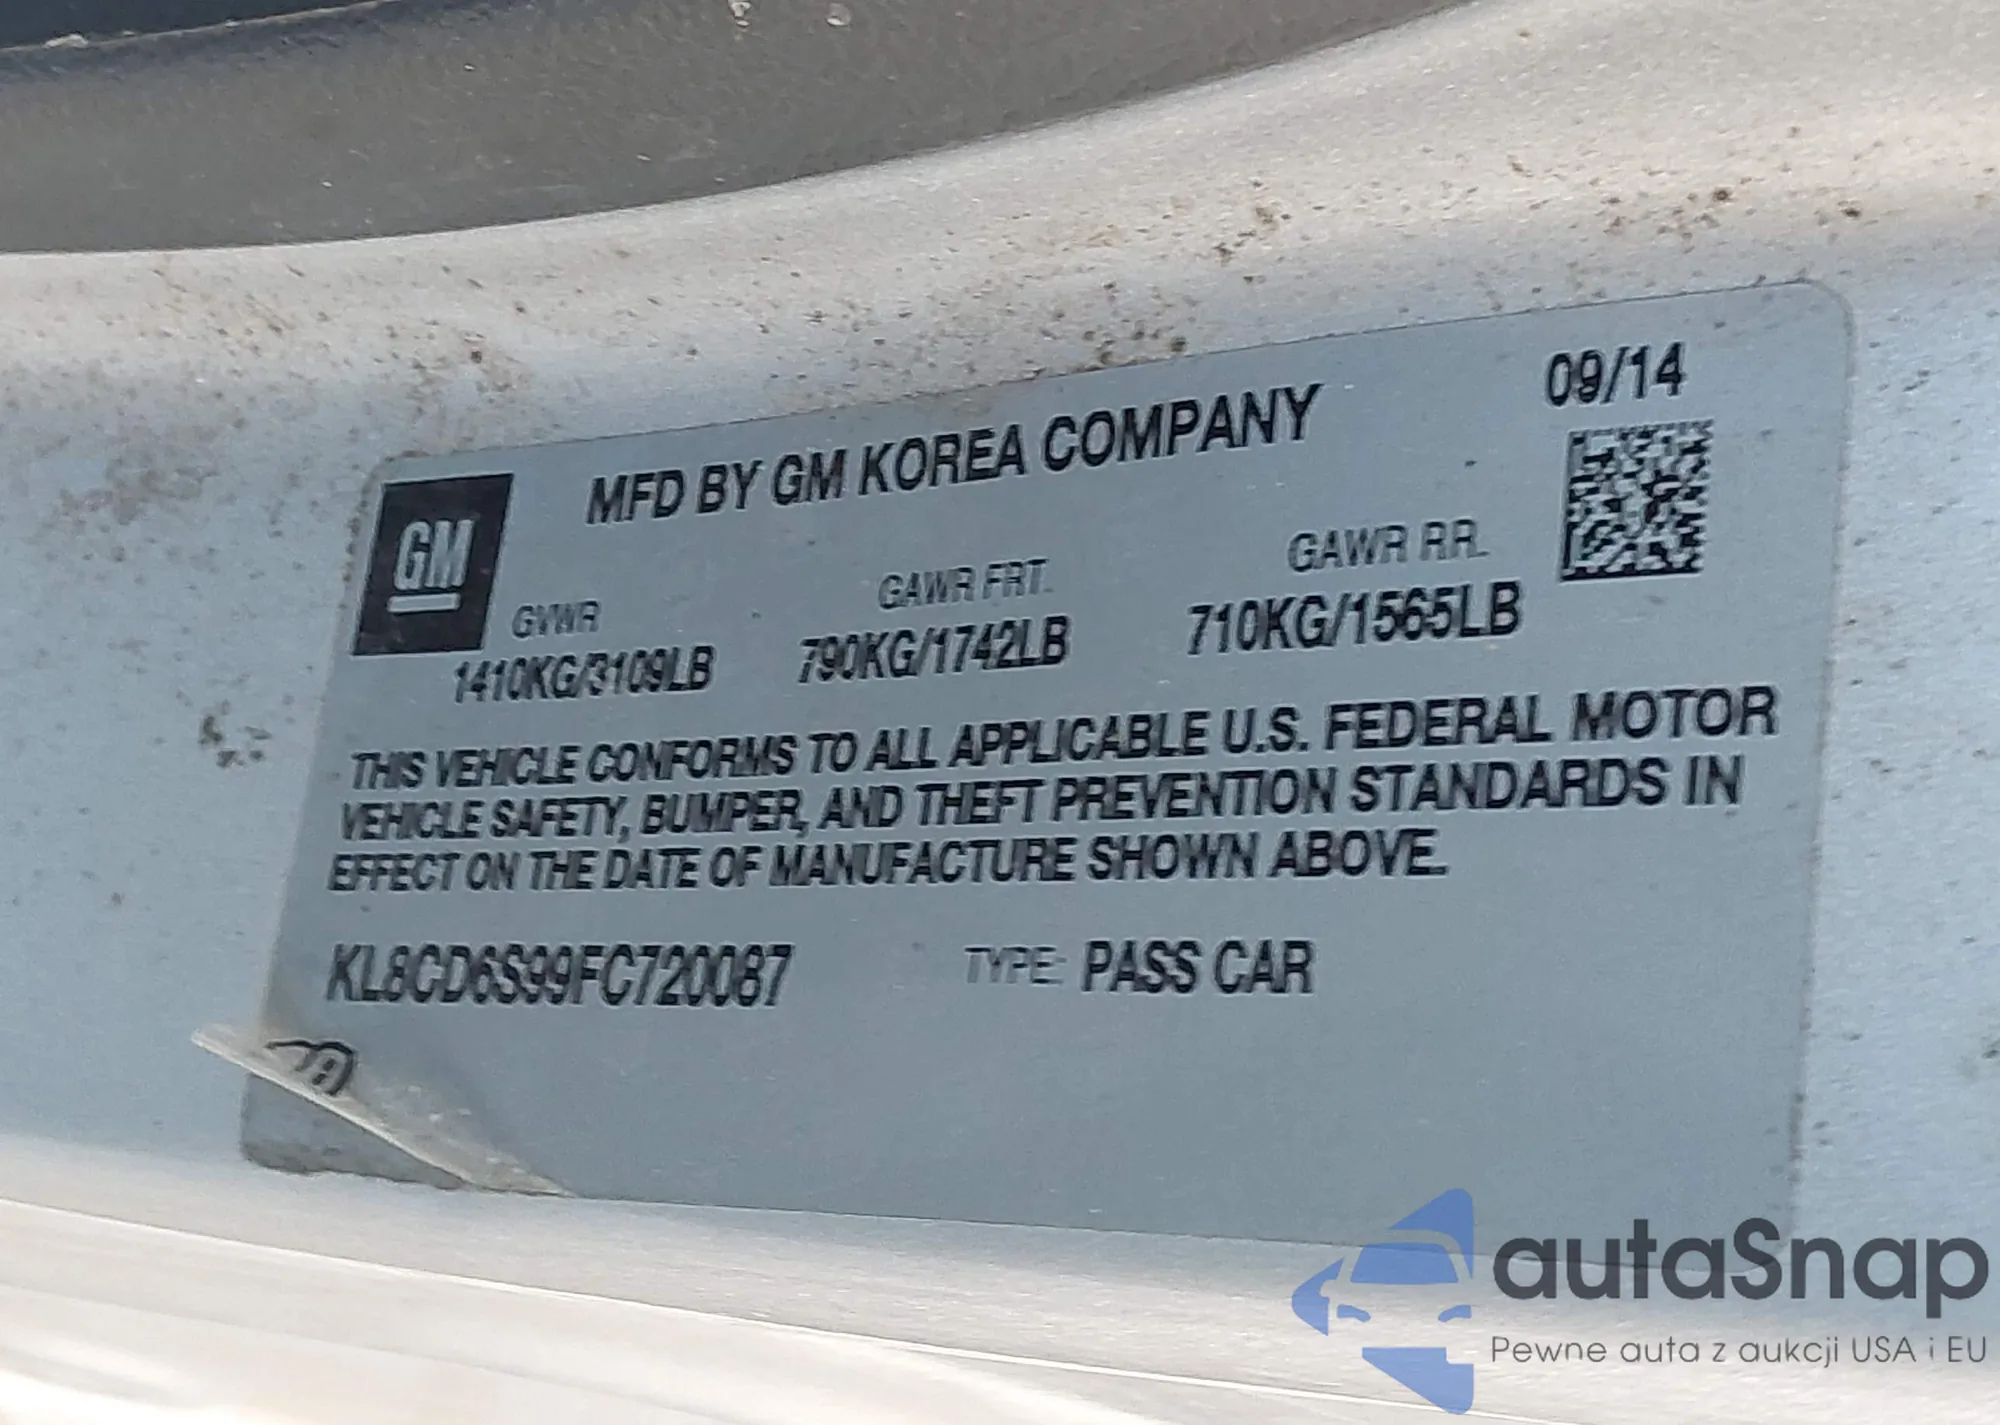 09/14
MFD BY GM KOREA COMPANY
GM
GVWR GAWR FRT. GAWR RR.
1410KG/3109LB 790KG/1742LB 710KG/1565LB
THIS VEHICLE CONFORMS TO ALL APPLICABLE U.S. FEDERAL MOTOR
VEHICLE SAFETY, BUMPER, AND THEFT PREVENTION STANDARDS IN
EFFECT ON THE DATE OF MANUFACTURE SHOWN ABOVE.
KL8CD6S99FC720087 TYPE: PASS CAR
autaSnap
Pewne auta z aukcji USA i EU